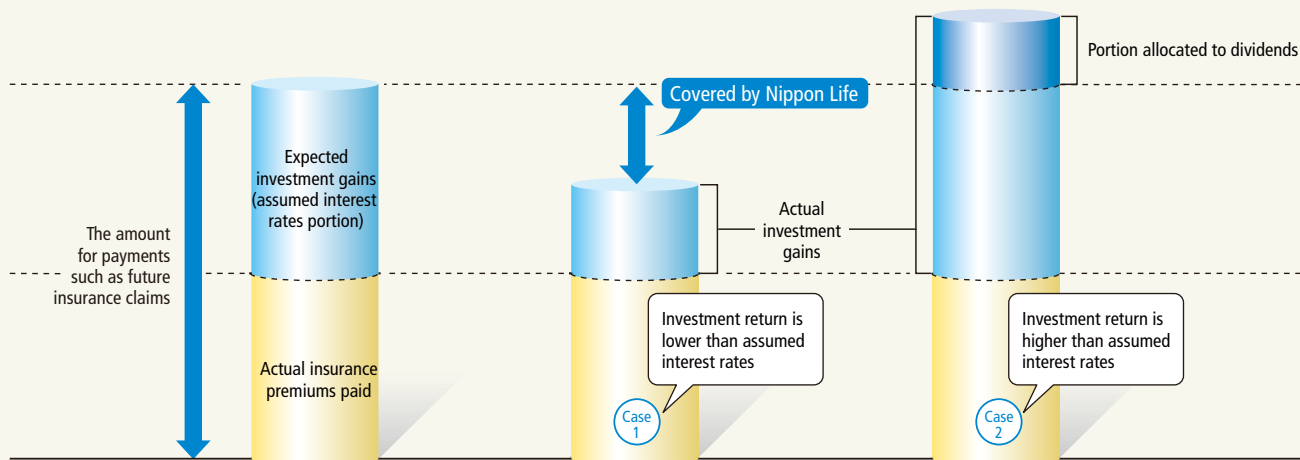 The amount
for payments
such as future
insurance claims
Expected
investment gains
(assumed interest
rates portion)
Actual insurance
premiums paid
Covered by Nippon Life
Actual
investment
gains
Investment return is
lower than assumed
interest rates
Case
1
Portion allocated to dividends
Investment return is
higher than assumed
interest rates
Case
2